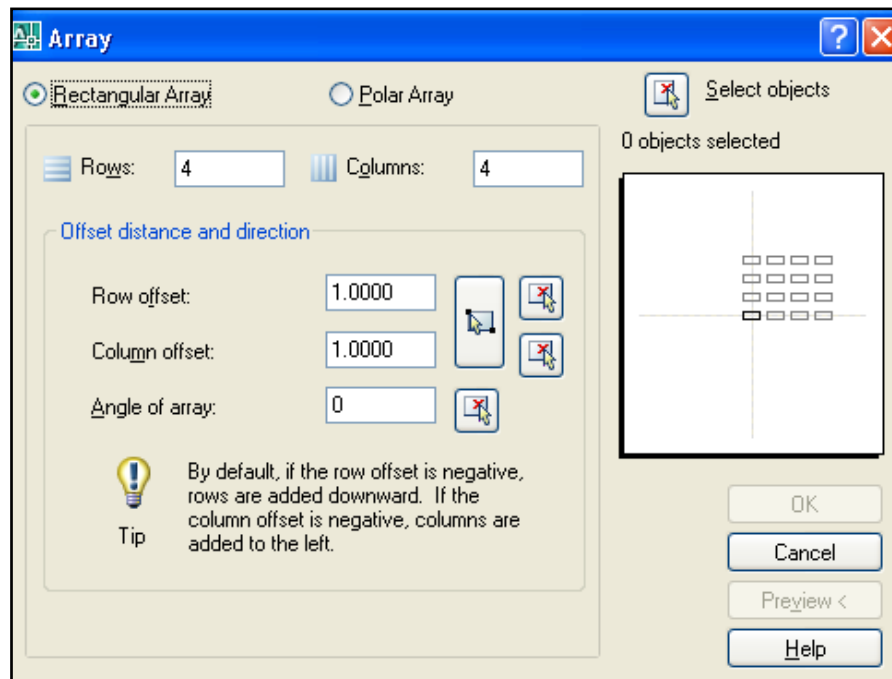 Array
Rectangular Array
Polar Array
Select objects
0 objects selected
Rows: 4
Columns: 4
Offset distance and direction
Row offset: 1.0000
Column offset: 1.0000
Angle of array: 0
Tip
By default, if the row offset is negative,
rows are added downward. If the
column offset is negative, columns are
added to the left.
OK
Cancel
Preview <
Help